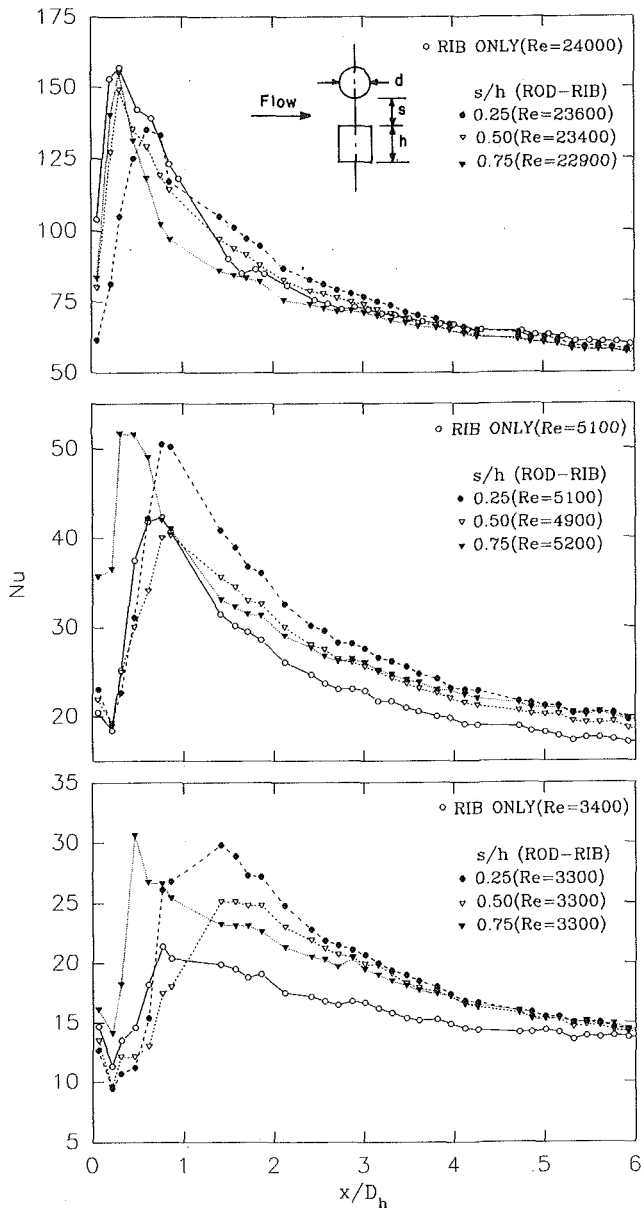 175
150
125
100
75
50
RIB ONLY(Re=24000)
s/h (ROD-RIB)
0.25(Re=23600)
0.50(Re=23400)
0.75(Re=22900)
Flow
d
s
h
50
40
30
20
Nu
RIB ONLY(Re=5100)
s/h (ROD-RIB)
0.25(Re=5100)
0.50(Re=4900)
0.75(Re=5200)
35
30
25
20
15
10
5
RIB ONLY(Re=3400)
s/h (ROD-RIB)
0.25(Re=3300)
0.50(Re=3300)
0.75(Re=3300)
0 1 2 3 4 .5 6
x/Dh